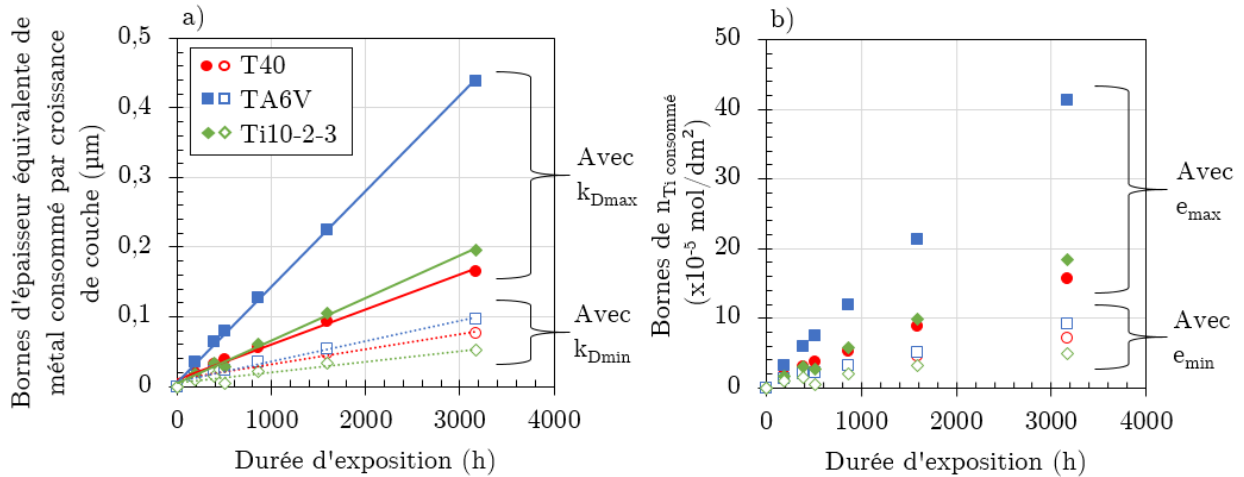 a)
Bornes d'épaisseur équivalente de
métal consommé par croissance
de couche (µm)
0,5
0,4
0,3
0,2
0,1
0
T40
TA6V
Ti10-2-3
Avec
kDmax
Avec
kDmin
0 1000 2000 3000 4000
Durée d'exposition (h)
b)
Bornes de nTi consommé
(x10⁻⁵ mol/dm²)
50
40
30
20
10
0
Avec
emax
Avec
emin
0 1000 2000 3000 4000
Durée d'exposition (h)